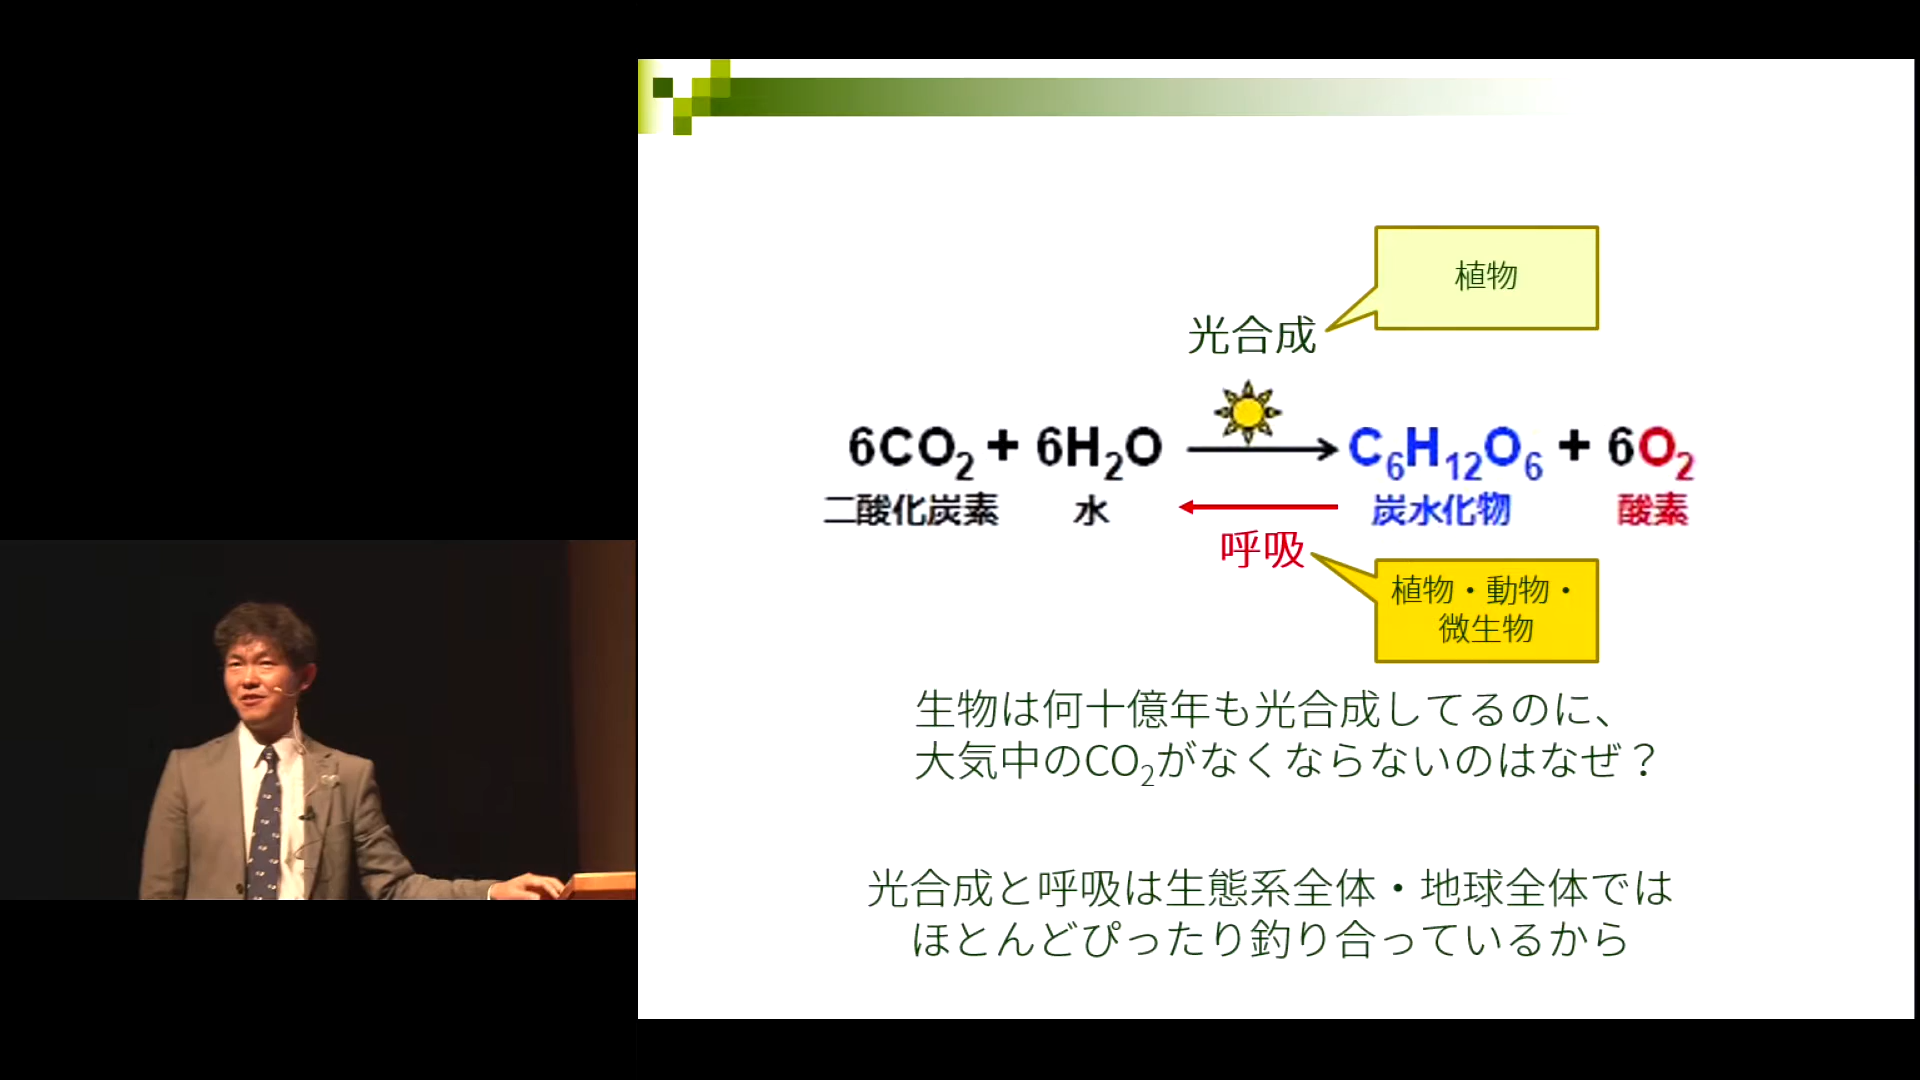 植物
光合成
6CO₂ + 6H₂O → C₆H₁₂O₆ + 6O₂
二酸化炭素 水 炭水化物 酸素
呼吸
植物・動物・
微生物
生物は何十億年も光合成してるのに、
大気中のCO₂がなくならないのはなぜ？
光合成と呼吸は生態系全体・地球全体では
ほとんどぴったり釣り合っているから